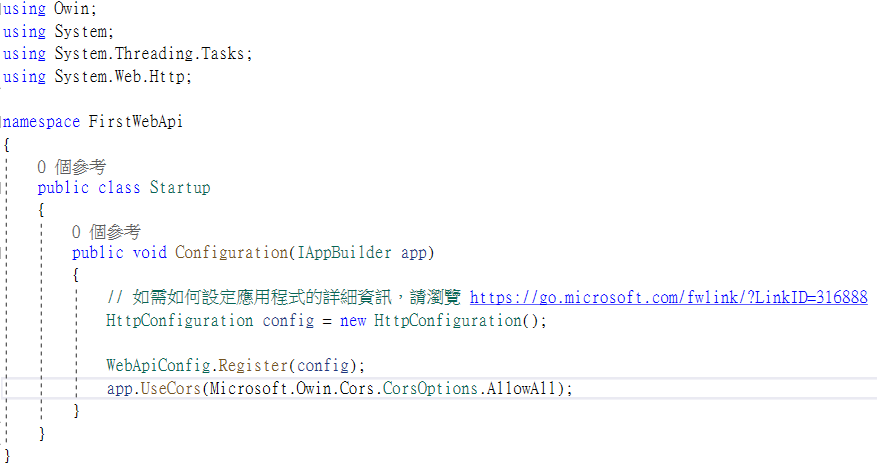 using Owin;
using System;
using System.Threading.Tasks;
using System.Web.Http;
namespace FirstWebApi
{
0 個參考
public class Startup
{
0 個參考
public void Configuration(IAppBuilder app)
{
// 如需如何設定應用程式的詳細資訊，請瀏覽 https://go.microsoft.com/fwlink/?LinkID=316888
HttpConfiguration config = new HttpConfiguration();
WebApiConfig.Register(config);
app.UseCors(Microsoft.Owin.Cors.CorsOptions.AllowAll);
}
}
}